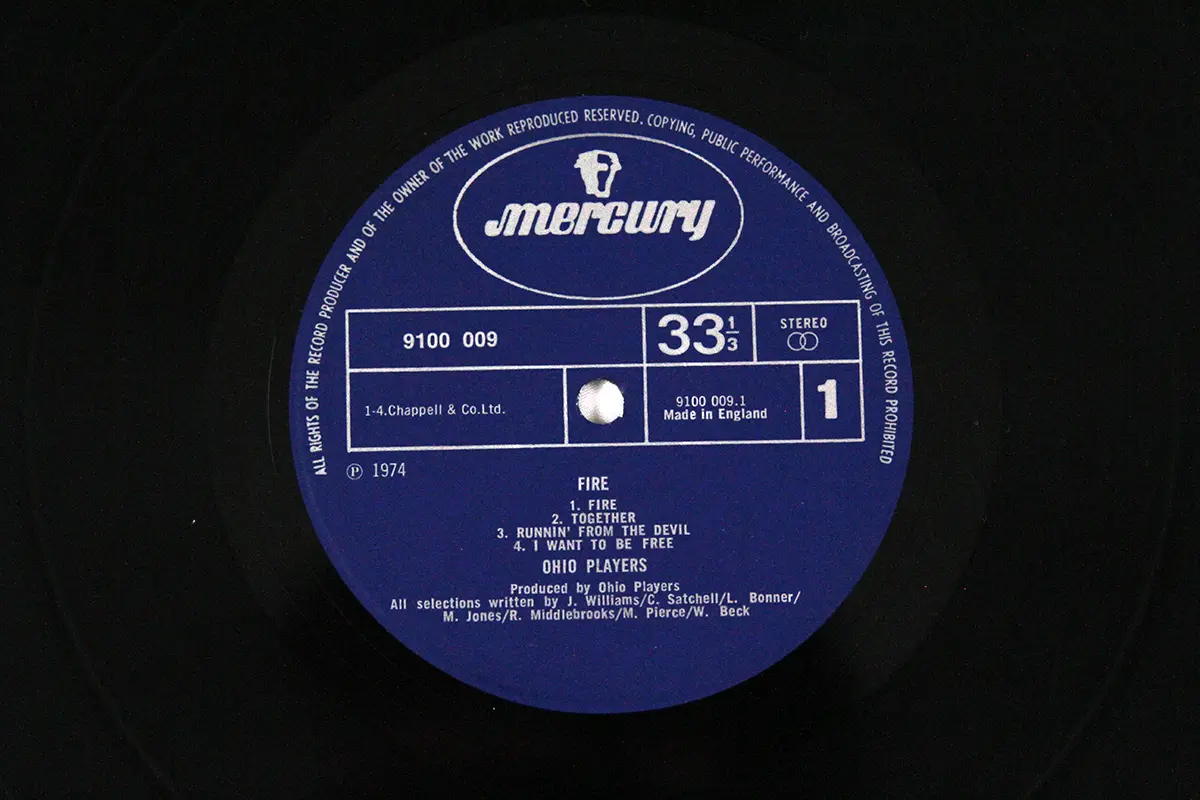 ALL RIGHTS OF THE RECORD PRODUCER AND OF THE OWNER OF THE WORK REPRODUCED RESERVED. COPYING, PUBLIC PERFORMANCE AND BROADCASTING OF THIS RECORD PROHIBITED
mercury
9100 009
33 1/3
STEREO
1-4.Chappell & Co.Ltd.
9100 009.1
Made in England
1
Ⓟ 1974
FIRE
1. FIRE
2. TOGETHER
3. RUNNIN' FROM THE DEVIL
4. I WANT TO BE FREE
OHIO PLAYERS
Produced by Ohio Players
All selections written by J. Williams/C. Satchell/L. Bonner/
M. Jones/R. Middlebrooks/M. Pierce/W. Beck